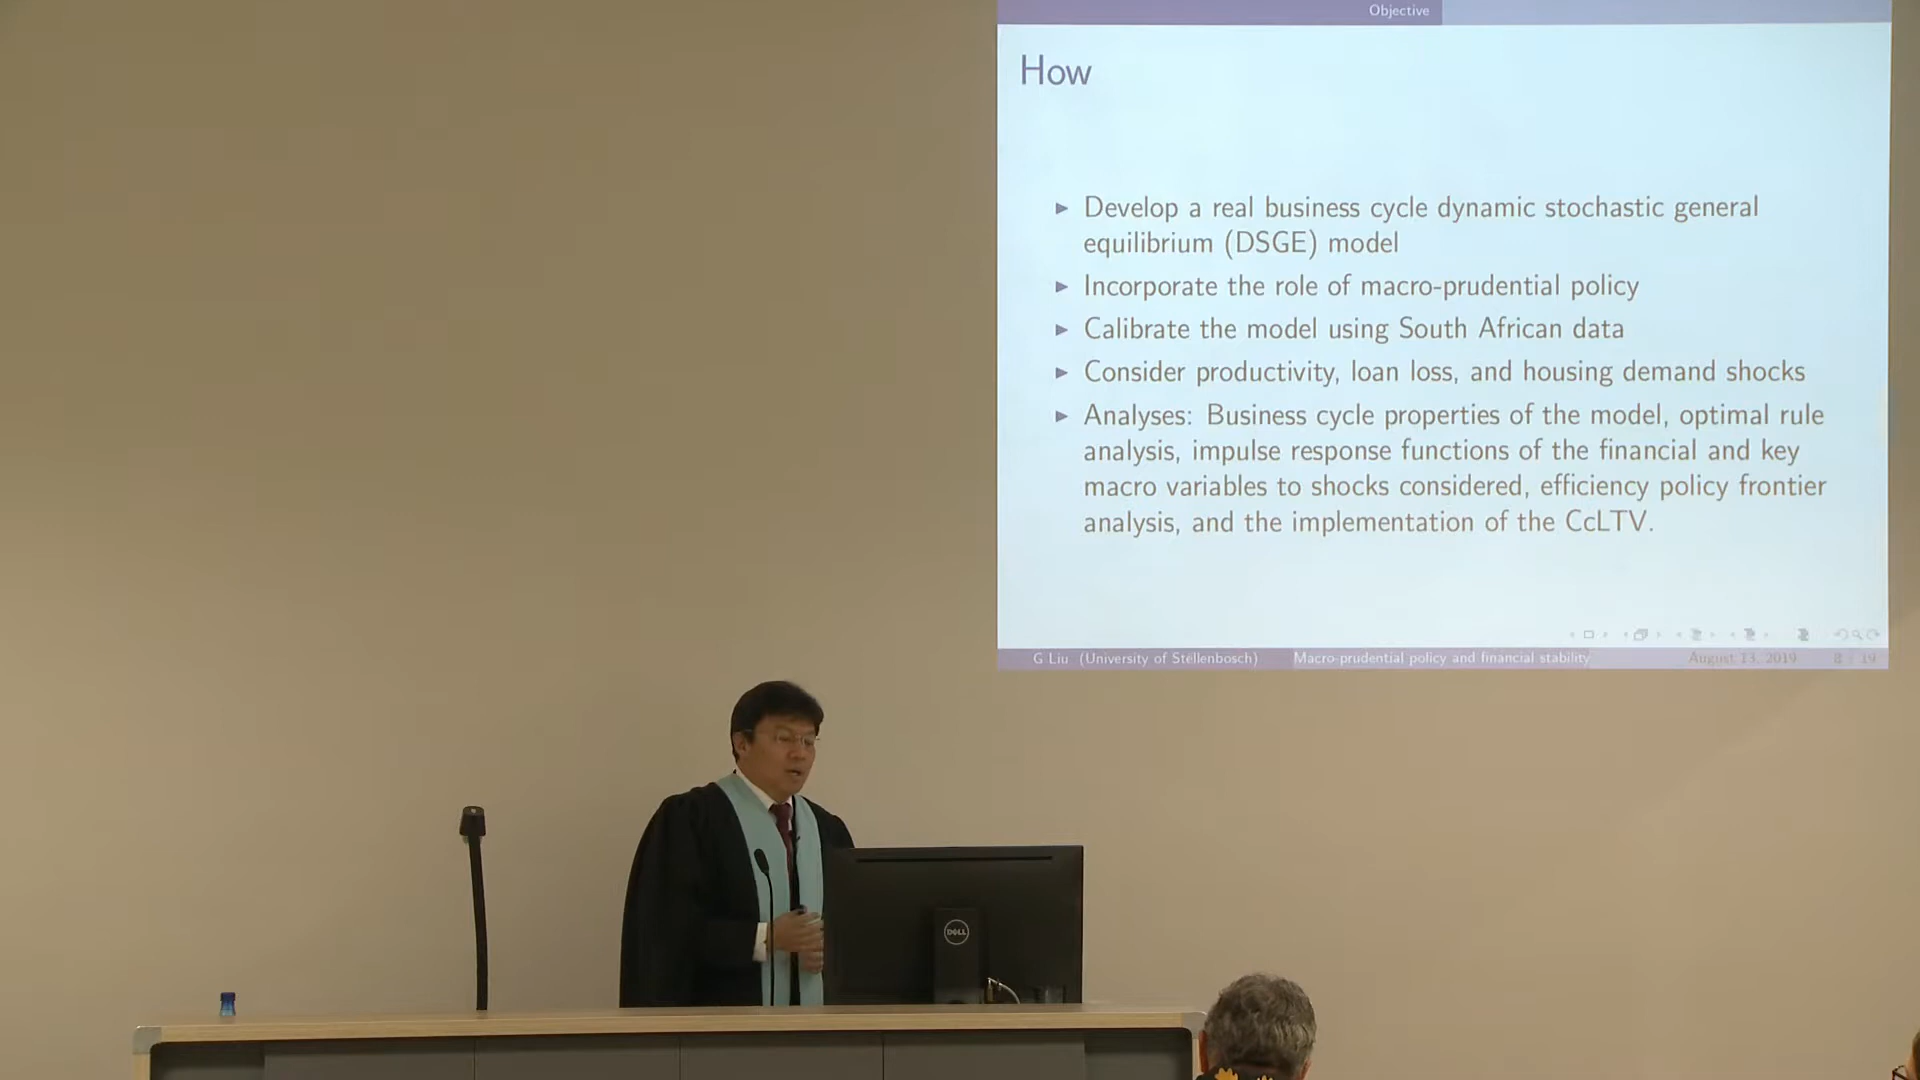 Objective
How
Develop a real business cycle dynamic stochastic general
equilibrium (DSGE) model
Incorporate the role of macro-prudential policy
Calibrate the model using South African data
Consider productivity, loan loss, and housing demand shocks
Analyses: Business cycle properties of the model, optimal rule
analysis, impulse response functions of the financial and key
macro variables to shocks considered, efficiency policy frontier
analysis, and the implementation of the CcLTV.
G Liu (University of Stellenbosch) Macro-prudential policy and financial stability August 13, 2019 8 / 19
DELL